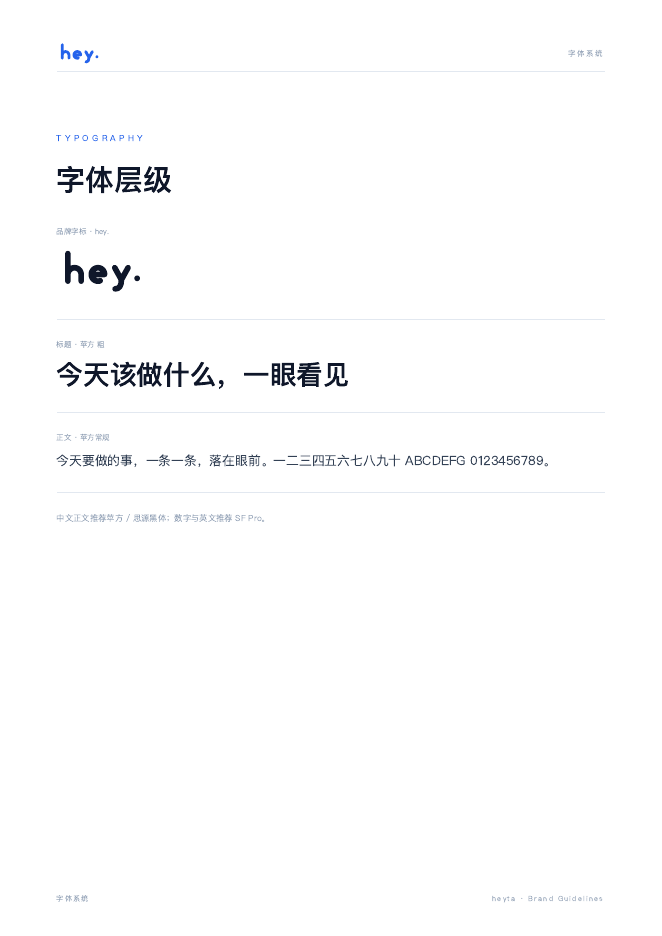 hey.
字体系统
TYPOGRAPHY
字体层级
品牌字标 · hey.
hey.
标题 · 苹方 粗
今天该做什么，一眼看见
正文 · 苹方常规
今天要做的事，一条一条，落在眼前。一二三四五六七八九十 ABCDEFG 0123456789。
中文正文推荐苹方 / 思源黑体；数字与英文推荐 SF Pro。
字体系统
heyta · Brand Guidelines